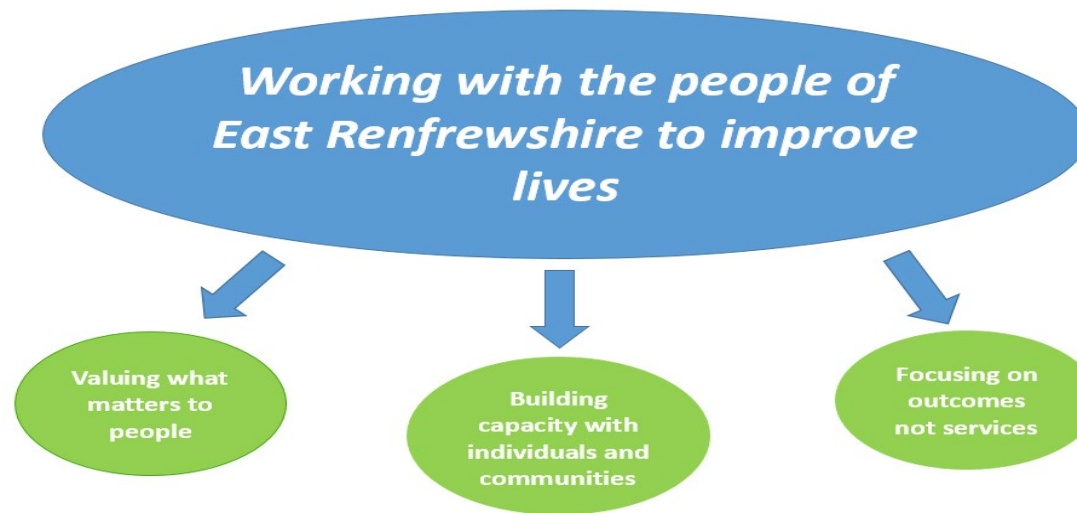 Working with the people of
East Renfrewshire to improve
lives
Valuing what
matters to
people
Building
capacity with
individuals and
communities
Focusing on
outcomes
not services